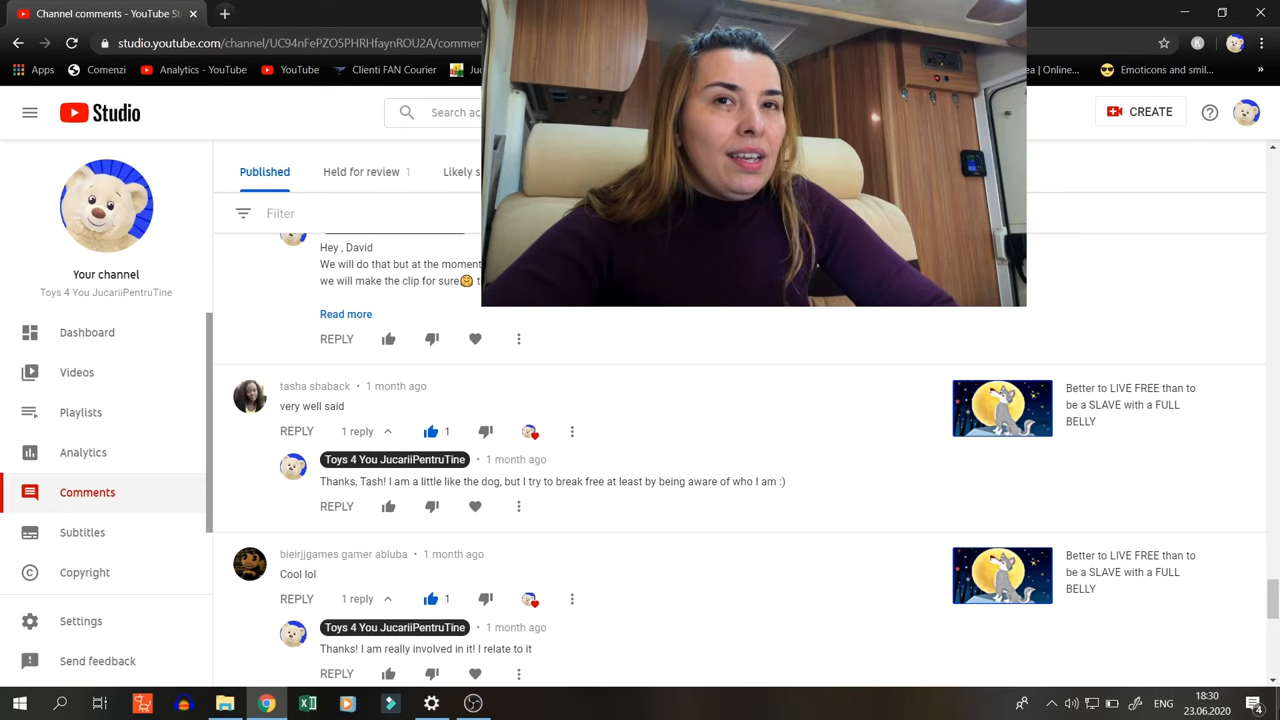 Channel comments - YouTube St
studio.youtube.com/channel/UC94nFePZO5PHRHfaynROU2A/commen
Apps
Comenzi
Analytics - YouTube
YouTube
Clienti FAN Courier
Juc
ea | Online...
Emoticons and smil...
»
Studio
Search ac
CREATE
Your channel
Toys 4 You JucariiPentruTine
Dashboard
Videos
Playlists
Analytics
Comments
Subtitles
Copyright
Settings
Send feedback
Published
Held for review 1
Likely s
Filter
Hey , David
We will do that but at the moment
we will make the clip for sure🤗 t
Read more
REPLY
tasha shaback • 1 month ago
very well said
REPLY 1 reply 1
Toys 4 You JucariiPentruTine • 1 month ago
Thanks, Tash! I am a little like the dog, but I try to break free at least by being aware of who I am :)
REPLY
Better to LIVE FREE than to
be a SLAVE with a FULL
BELLY
bieirjjgames gamer abluba • 1 month ago
Cool lol
REPLY 1 reply 1
Toys 4 You JucariiPentruTine • 1 month ago
Thanks! I am really involved in it! I relate to it
REPLY
Better to LIVE FREE than to
be a SLAVE with a FULL
BELLY
ENG
18:30
23.06.2020
4